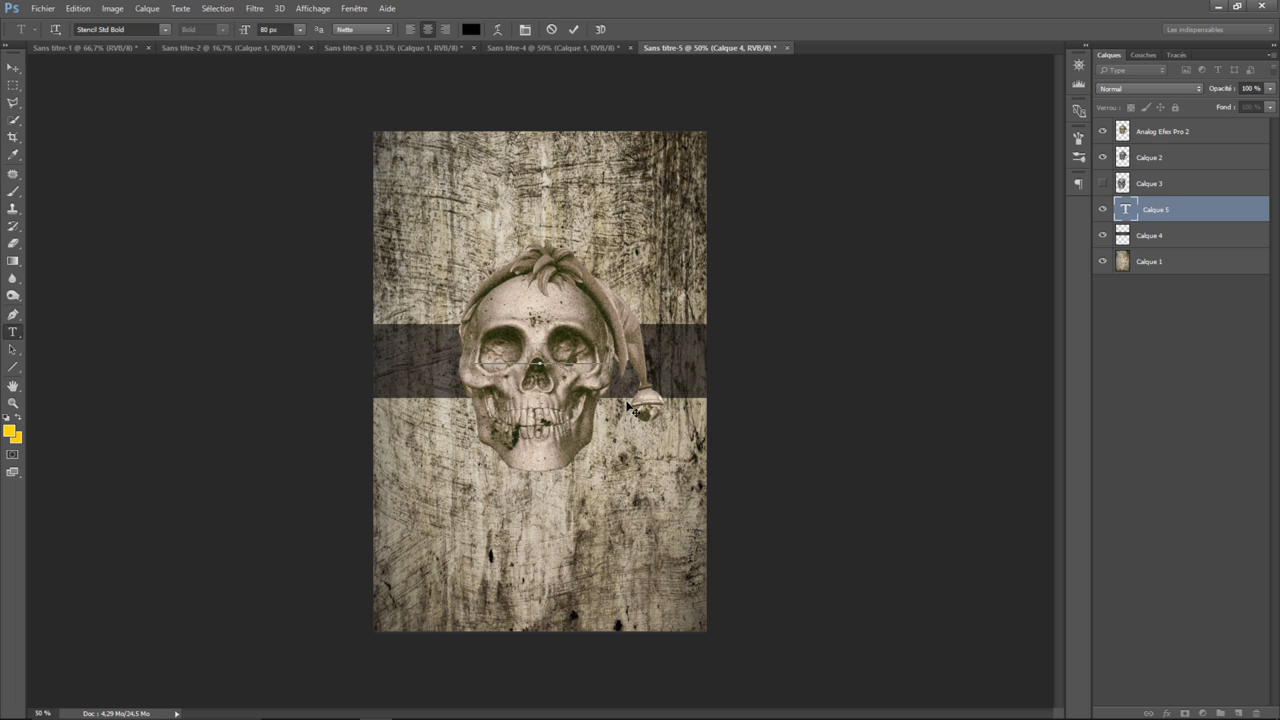 Ps Fichier Edition Image Calque Texte Sélection Filtre 3D Affichage Fenêtre Aide
T Stencil Std Bold Bold 80 px aa Nette 3D Les indispensables
Sans titre-1 @ 66,7% (RVB/8) * × Sans titre-2 @ 16,7% (Calque 1, RVB/8) * × Sans titre-3 @ 33,3% (Calque 1, RVB/8) * × Sans titre-4 @ 50% (Calque 1, RVB/8) * × Sans titre-5 @ 50% (Calque 4, RVB/8) * ×
Calques Couches Tracés
Type
Normal Opacité : 100 %
Verrou : Fond : 100 %
Analog Efex Pro 2
Calque 2
Calque 3
T Calque 5
Calque 4
Calque 1
50 % Doc : 4,29 Mo/24,5 Mo